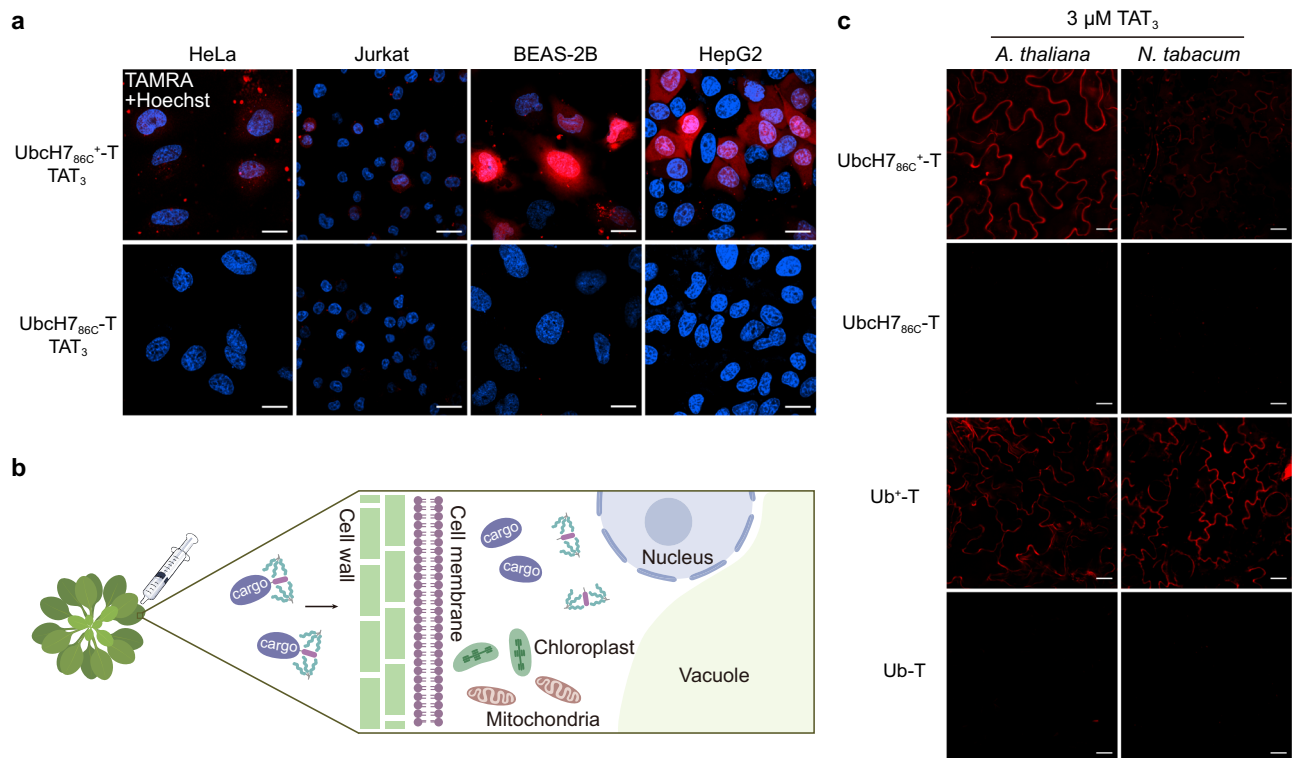 a
HeLa
Jurkat
BEAS-2B
HepG2
TAMRA
+Hoechst
UbcH7₈₆C⁺-T
TAT₃
UbcH7₈₆C-T
TAT₃
b
cargo
cargo
Cell wall
Cell membrane
cargo
cargo
Nucleus
Chloroplast
Mitochondria
Vacuole
c
3 µM TAT₃
A. thaliana
N. tabacum
UbcH7₈₆C⁺-T
UbcH7₈₆C-T
Ub⁺-T
Ub-T